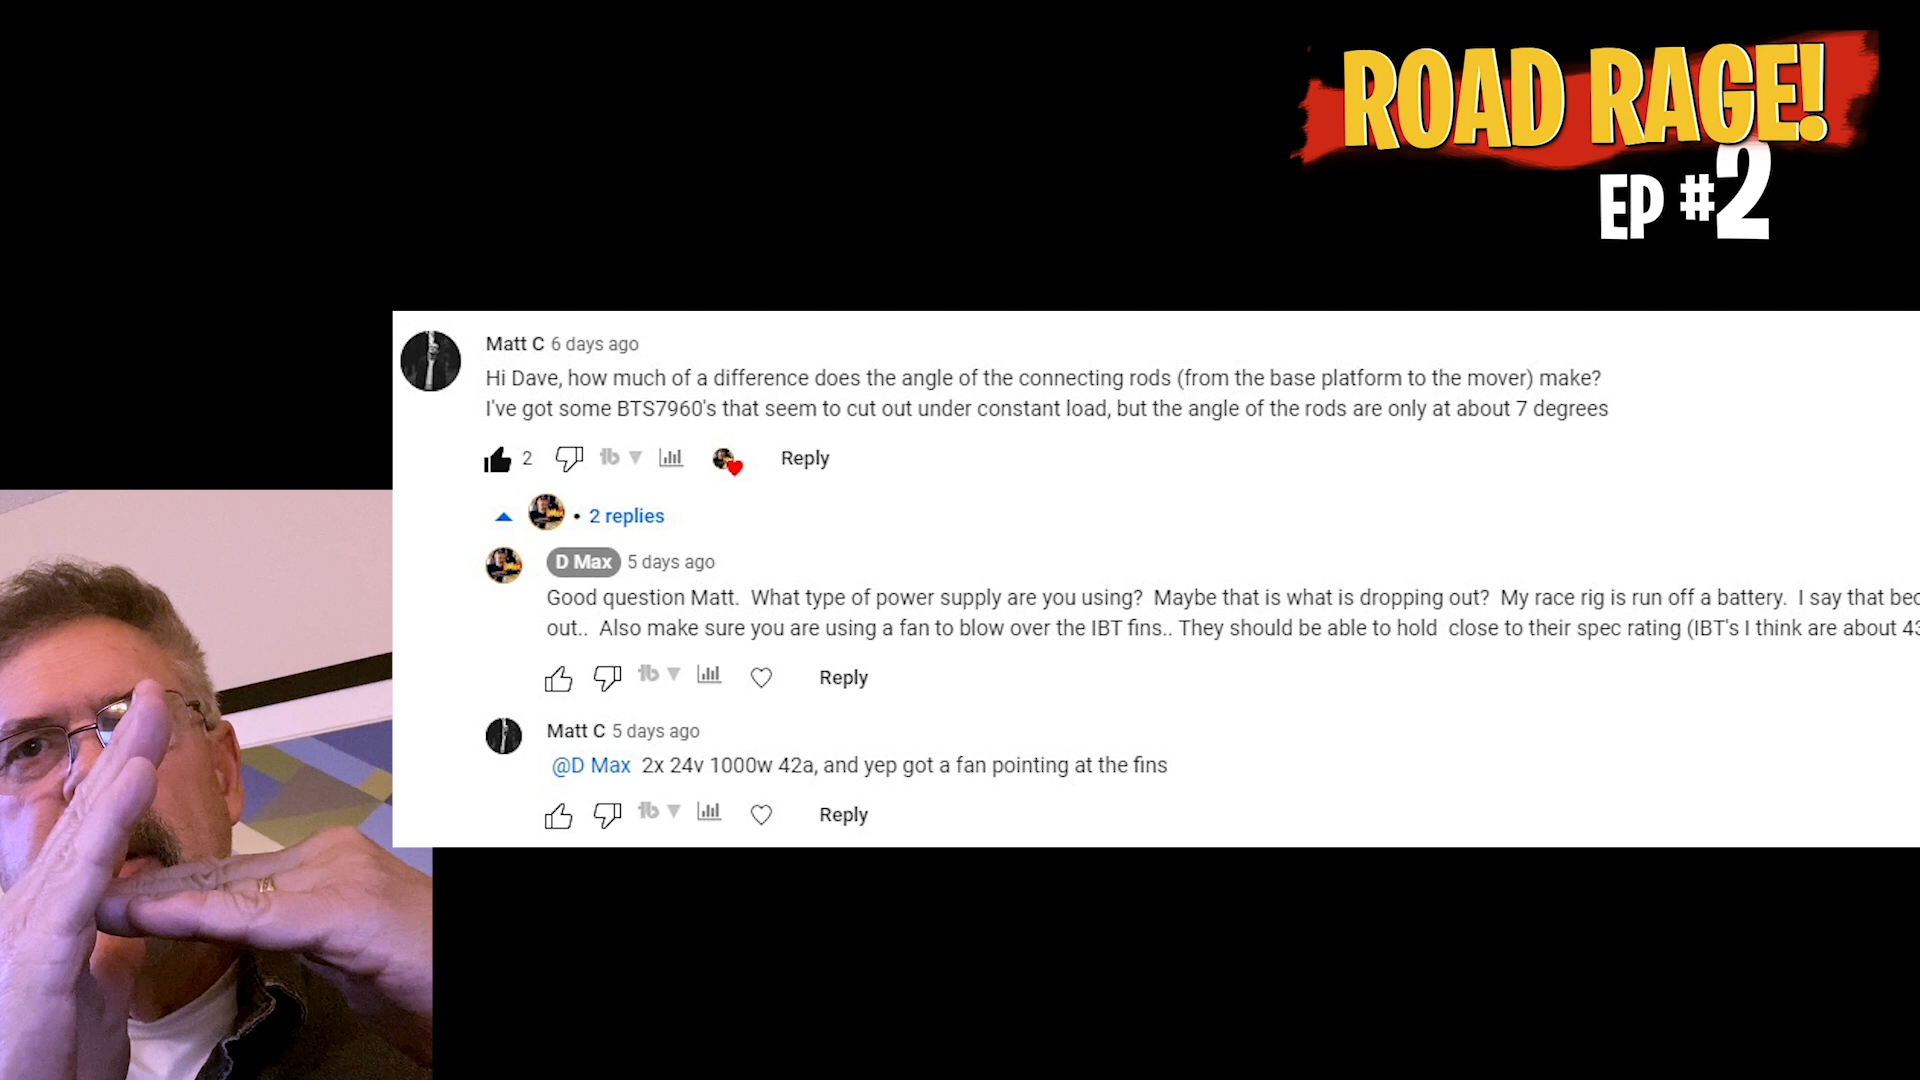 ROAD RAGE!
EP #2
Matt C 6 days ago
Hi Dave, how much of a difference does the angle of the connecting rods (from the base platform to the mover) make?
I've got some BTS7960's that seem to cut out under constant load, but the angle of the rods are only at about 7 degrees
2
tb
Reply
• 2 replies
D Max 5 days ago
Good question Matt. What type of power supply are you using? Maybe that is what is dropping out? My race rig is run off a battery. I say that bec
out.. Also make sure you are using a fan to blow over the IBT fins.. They should be able to hold close to their spec rating (IBT's I think are about 43
tb
Reply
Matt C 5 days ago
@D Max 2x 24v 1000w 42a, and yep got a fan pointing at the fins
tb
Reply